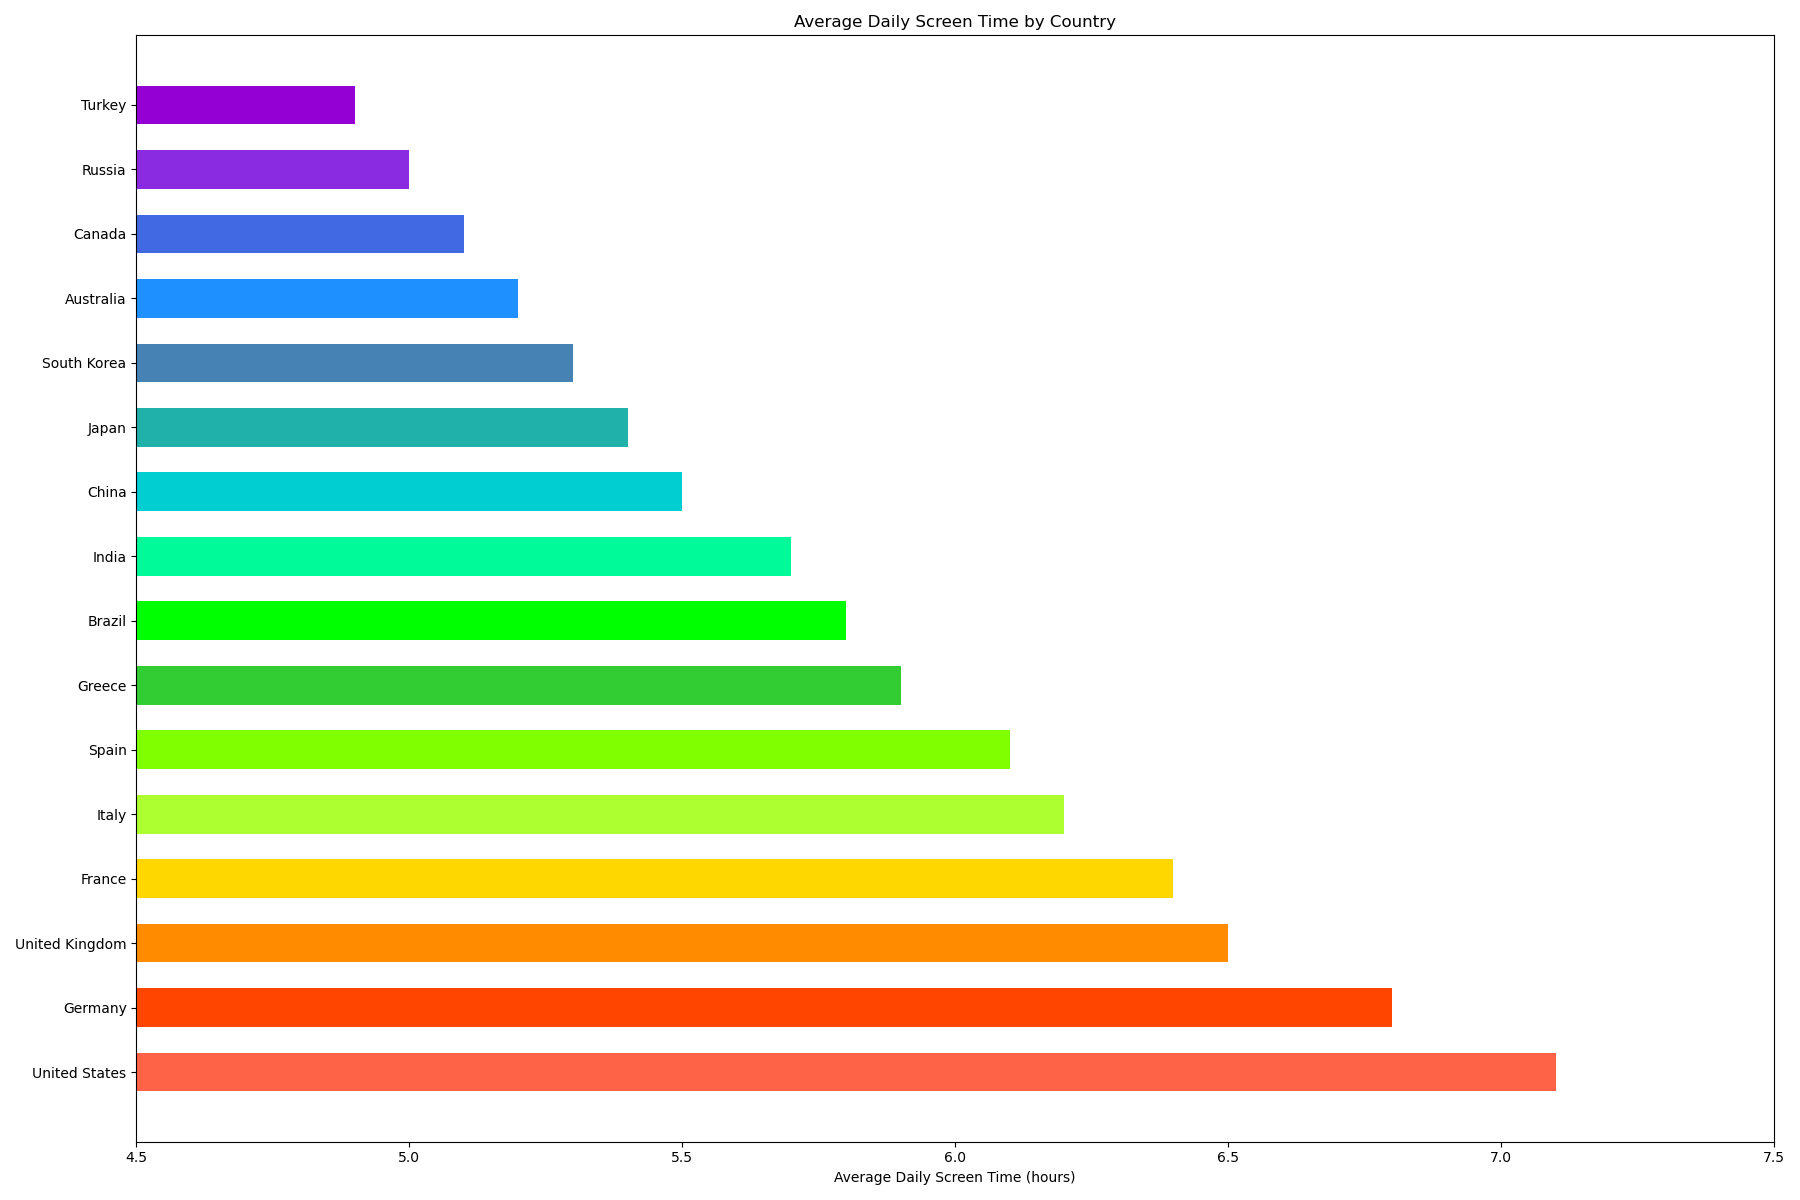 Average Daily Screen Time by Country
Turkey
Russia
Canada
Australia
South Korea
Japan
China
India
Brazil
Greece
Spain
Italy
France
United Kingdom
Germany
United States
4.5 5.0 5.5 6.0 6.5 7.0 7.5
Average Daily Screen Time (hours)